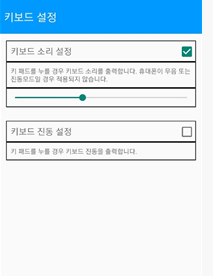 키보드 설정
키보드 소리 설정
키 패드를 누를 경우 키보드 소리를 출력합니다. 휴대폰이 무음 또는
진동모드일 경우 적용되지 않습니다.
키보드 진동 설정
키 패드를 누를 경우 키보드 진동을 출력합니다.